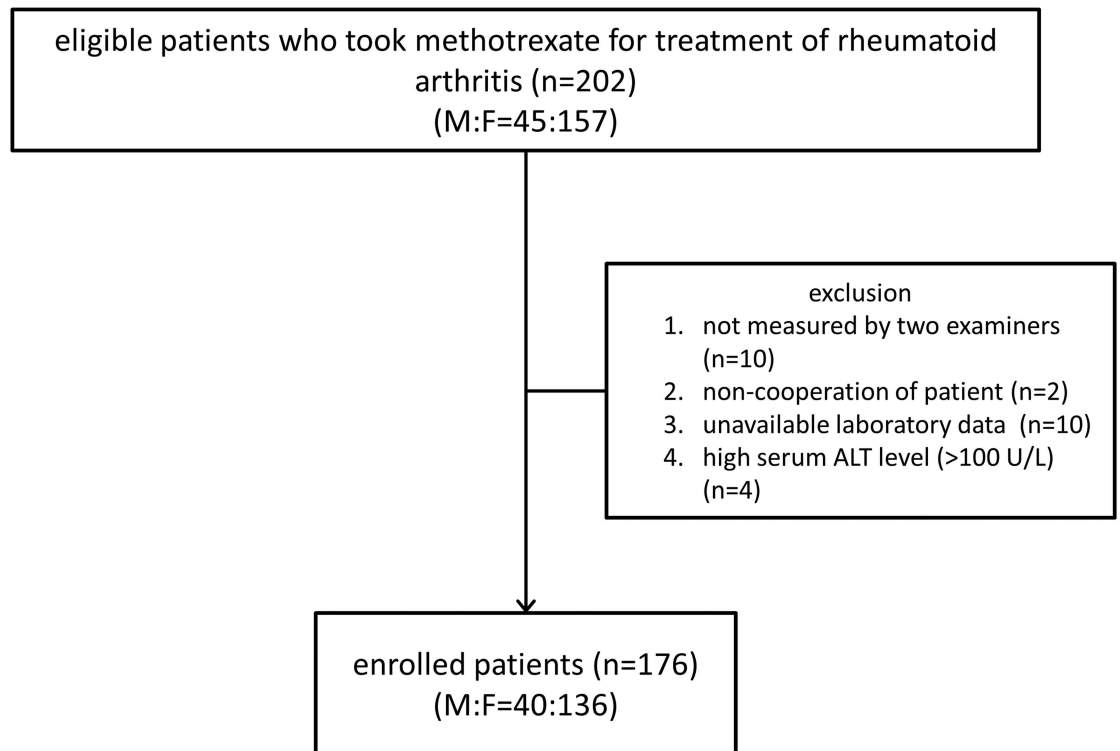 eligible patients who took methotrexate for treatment of rheumatoid
arthritis (n=202)
(M:F=45:157)
exclusion
1. not measured by two examiners
(n=10)
2. non-cooperation of patient (n=2)
3. unavailable laboratory data (n=10)
4. high serum ALT level (>100 U/L)
(n=4)
enrolled patients (n=176)
(M:F=40:136)